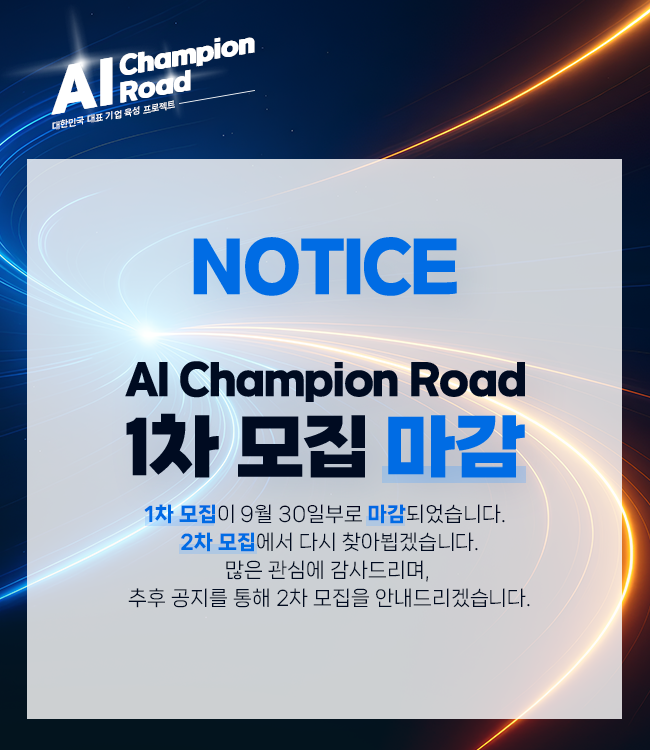 AI Champion
Road
대한민국 대표 기업 육성 프로젝트
NOTICE
AI Champion Road
1차 모집 마감
1차 모집이 9월 30일부로 마감되었습니다.
2차 모집에서 다시 찾아뵙겠습니다.
많은 관심에 감사드리며,
추후 공지를 통해 2차 모집을 안내드리겠습니다.